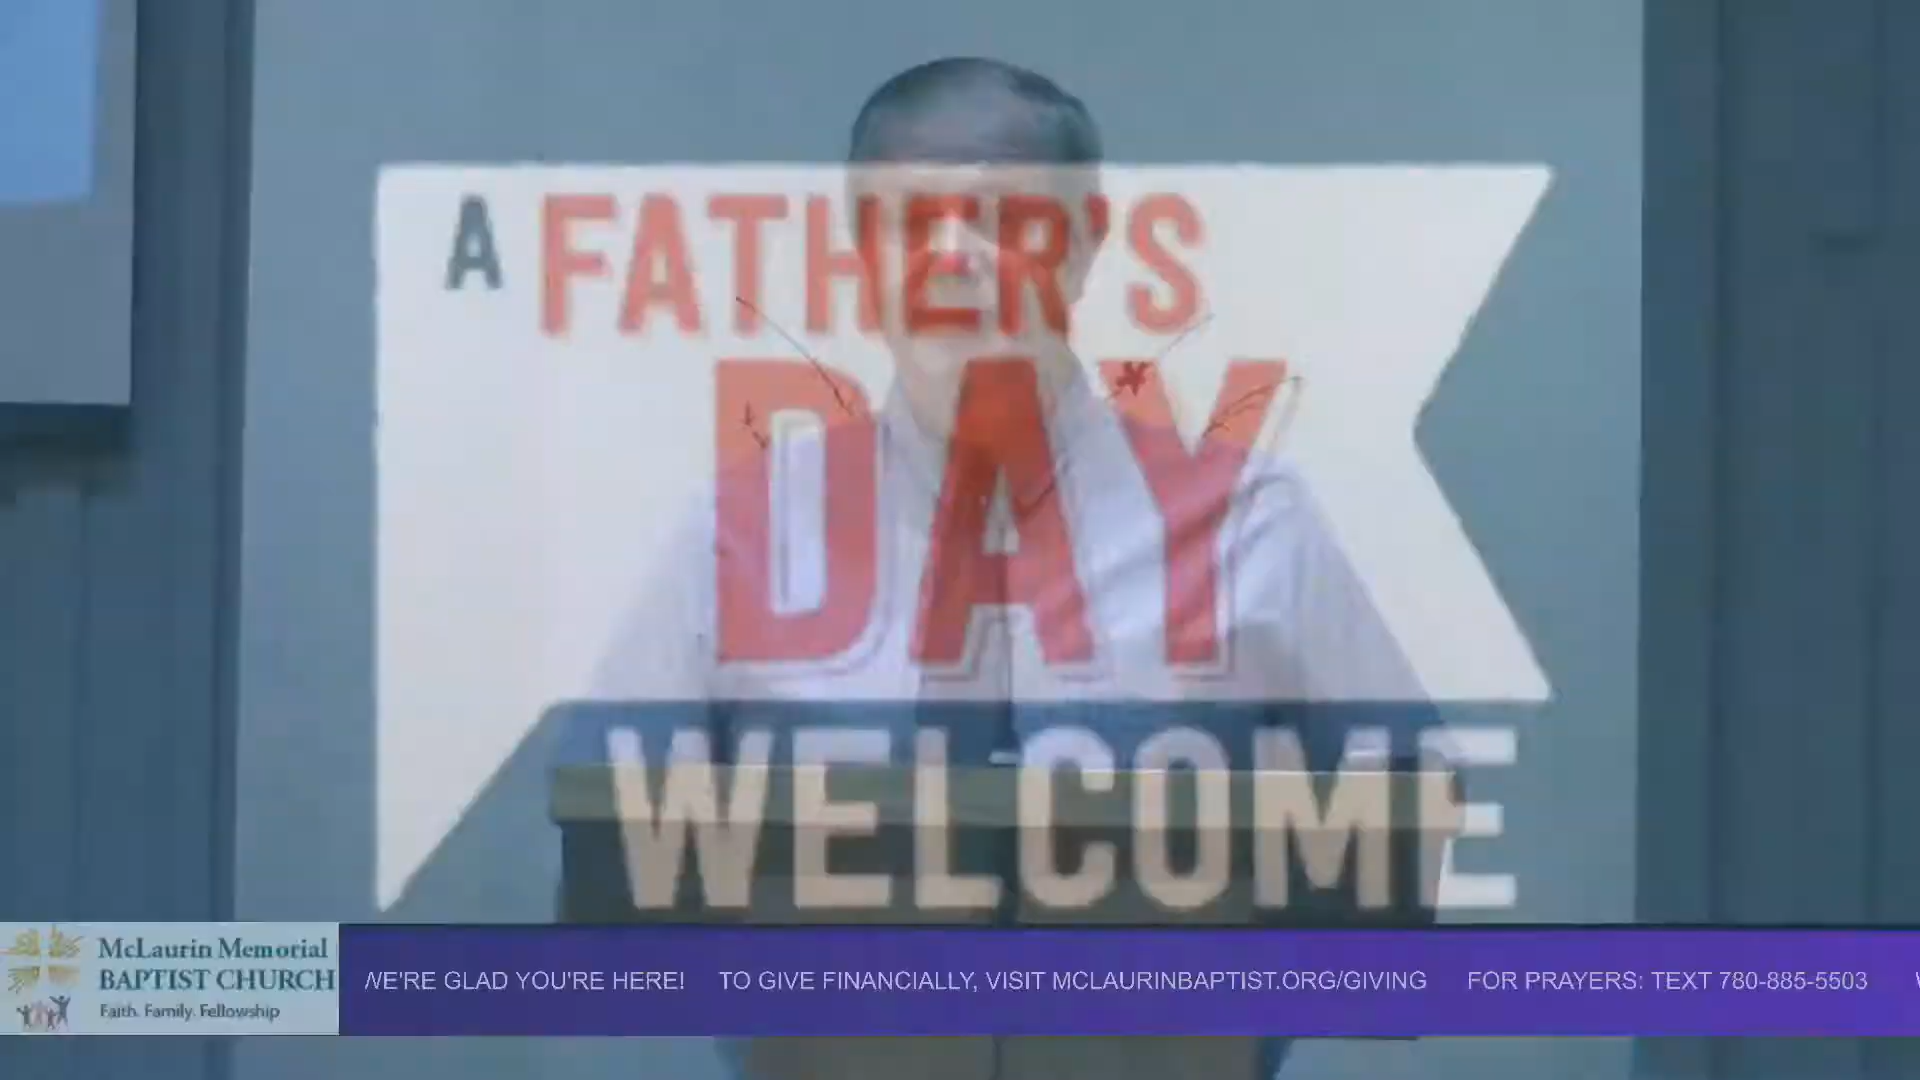 A FATHER'S
DAY
WELCOME
McLaurin Memorial
BAPTIST CHURCH
Faith. Family. Fellowship
WE'RE GLAD YOU'RE HERE! TO GIVE FINANCIALLY, VISIT MCLAURINBAPTIST.ORG/GIVING FOR PRAYERS: TEXT 780-885-5503